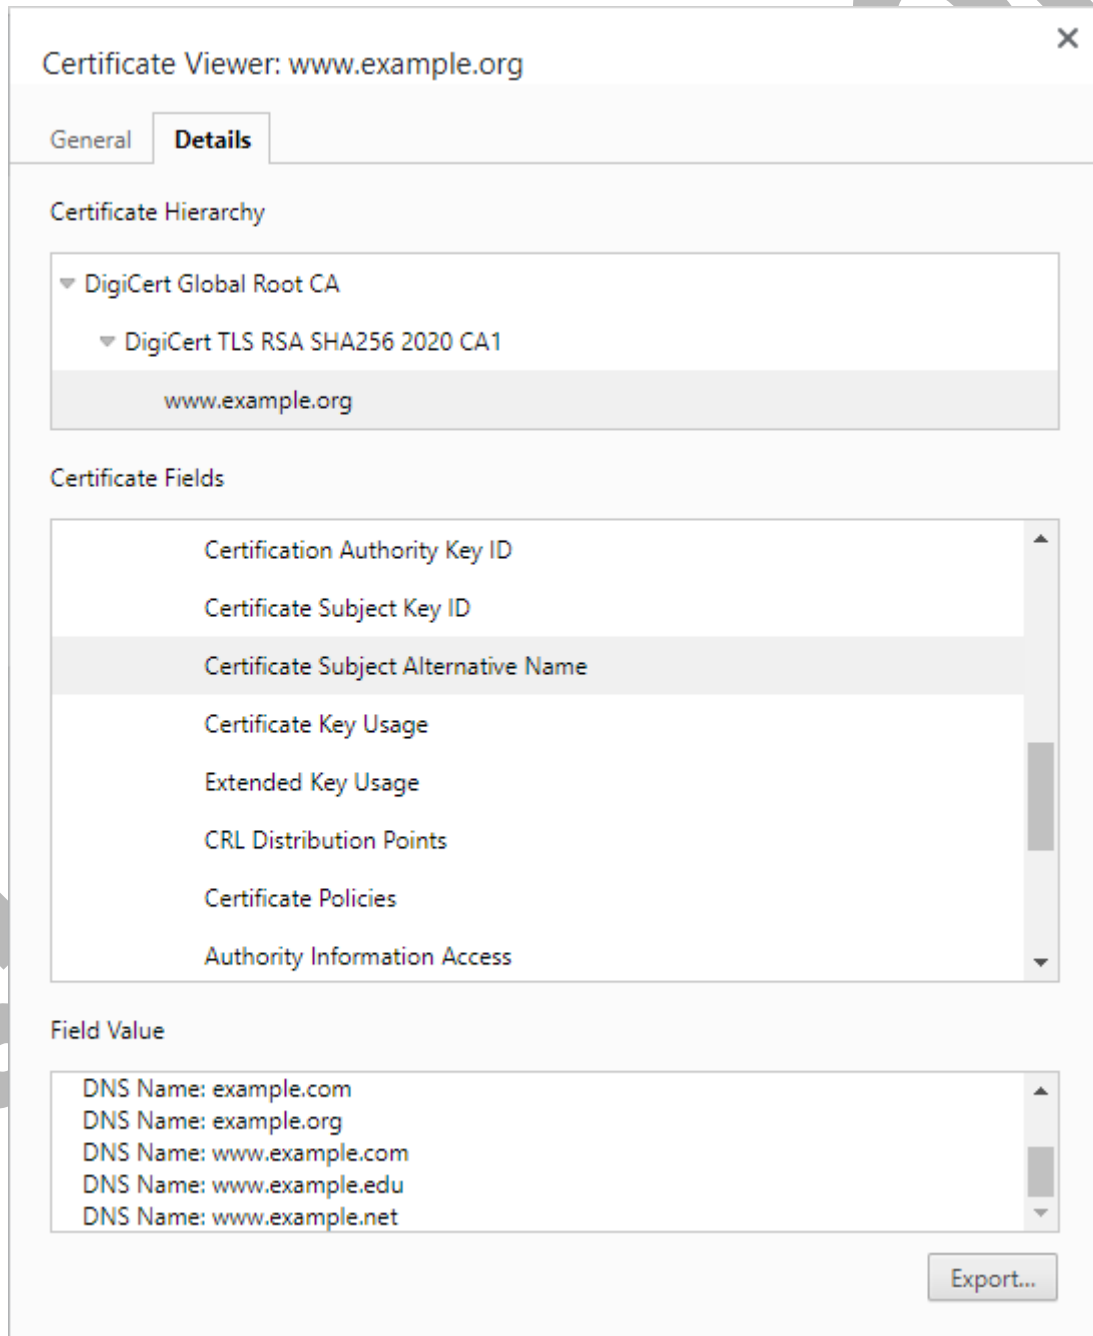 Certificate Viewer: www.example.org
General Details
Certificate Hierarchy
DigiCert Global Root CA
DigiCert TLS RSA SHA256 2020 CA1
www.example.org
Certificate Fields
Certification Authority Key ID
Certificate Subject Key ID
Certificate Subject Alternative Name
Certificate Key Usage
Extended Key Usage
CRL Distribution Points
Certificate Policies
Authority Information Access
Field Value
DNS Name: example.com
DNS Name: example.org
DNS Name: www.example.com
DNS Name: www.example.edu
DNS Name: www.example.net
Export...